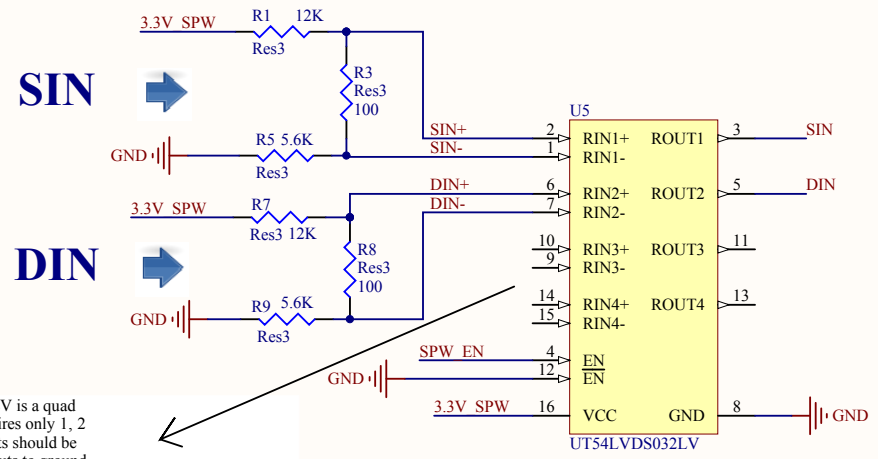 3.3V_SPW
R1 12K
Res3
R3
Res3
100
SIN
GND
R5 5.6K
Res3
SIN+
SIN-
3.3V_SPW
R7
Res3 12K
DIN+
DIN-
R8
Res3
100
DIN
GND
R9 5.6K
Res3
U5
2 RIN1+ ROUT1 3 SIN
1 RIN1-
6 RIN2+ ROUT2 5 DIN
7 RIN2-
10 RIN3+ ROUT3 11
9 RIN3-
14 RIN4+ ROUT4 13
15 RIN4-
SPW_EN 4 EN
GND 12 EN
3.3V_SPW 16 VCC GND 8 GND
UT54LVDS032LV
V is a quad
ires only 1, 2
ts should be
uts to ground